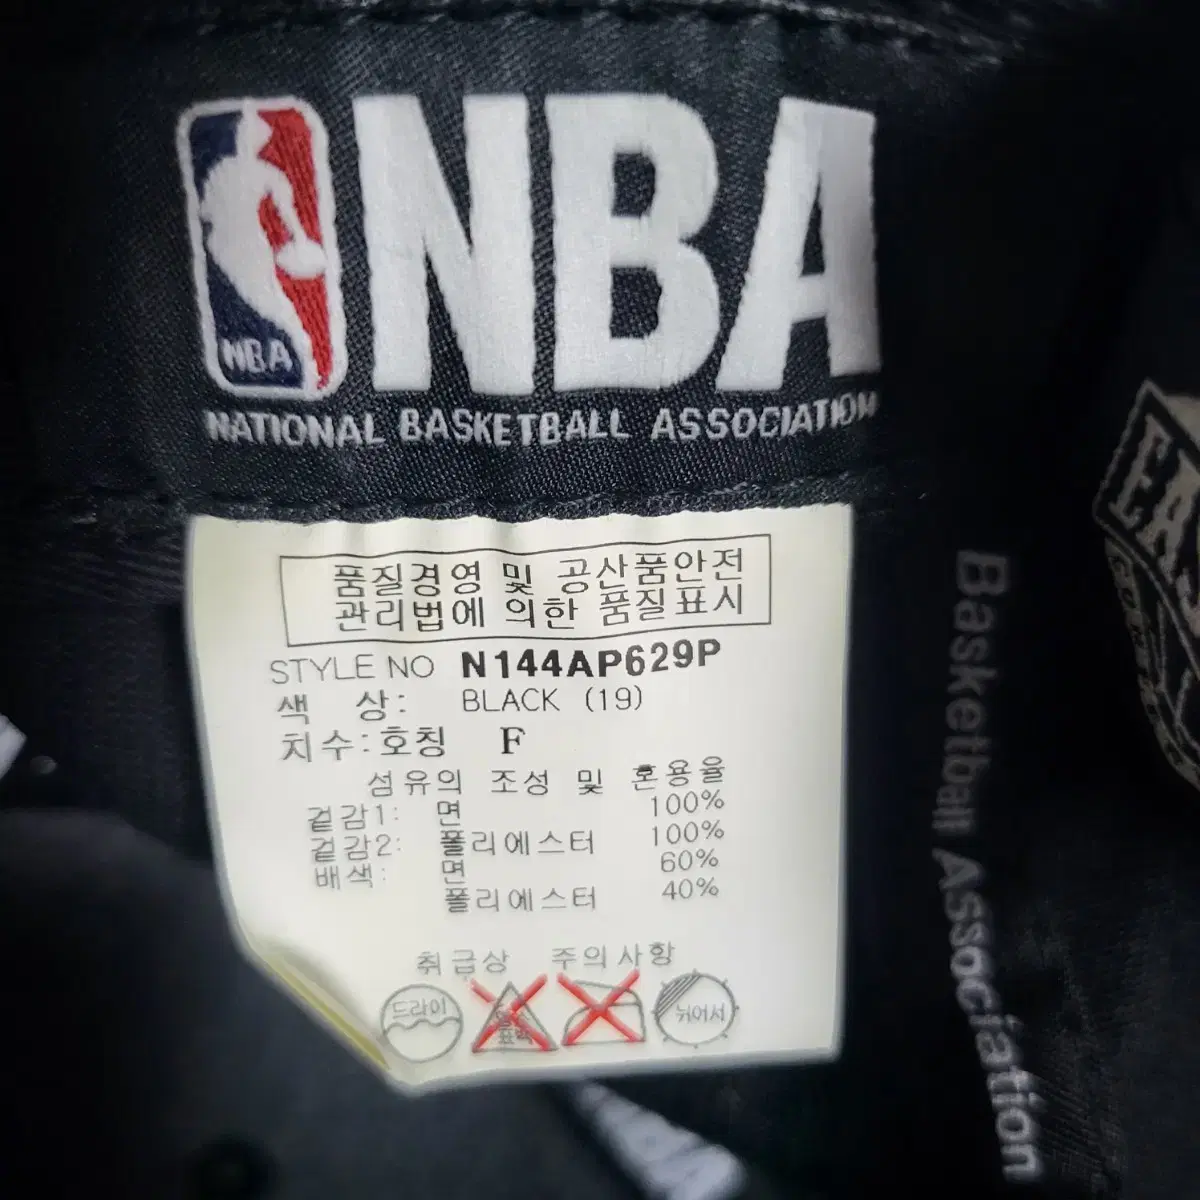 NBA
NBA
NATIONAL BASKETBALL ASSOCIATION
품질경영 및 공산품안전
관리법에 의한 품질표시
STYLE NO N144AP629P
색 상: BLACK (19)
치수: 호칭 F
섬유의 조성 및 혼용율
겉감1: 면 100%
겉감2: 폴리에스터 100%
배색: 면 60%
폴리에스터 40%
취급상 주의사항
드라이
뉘어서
Basketball Association